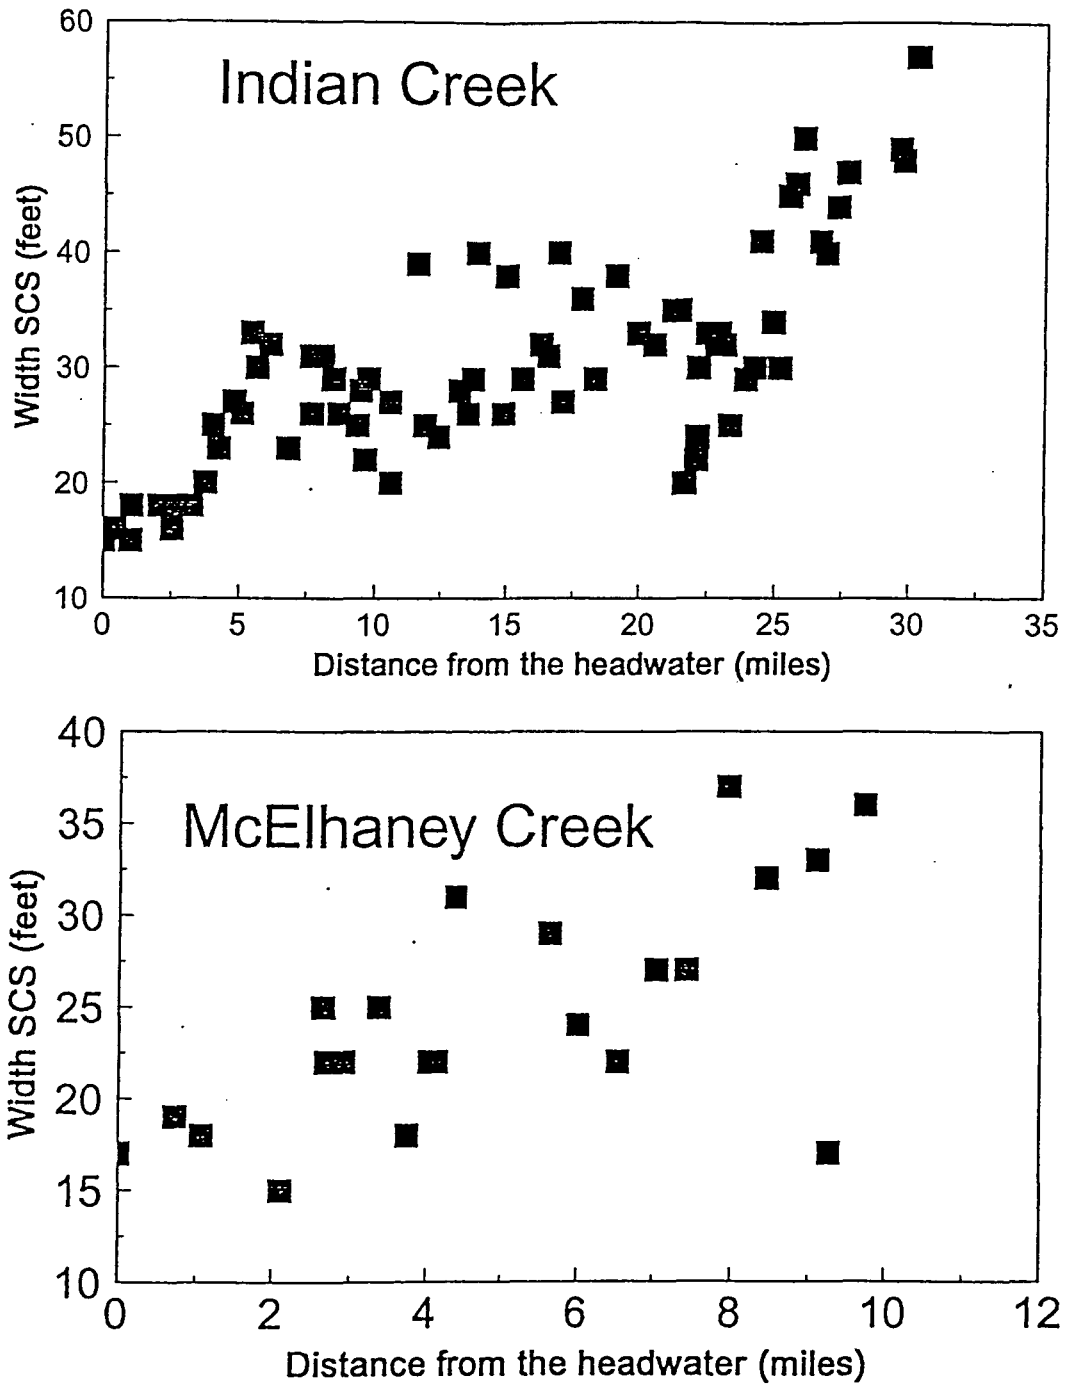 Indian Creek
60
50
40
30
20
10
Width SCS (feet)
0 5 10 15 20 25 30 35
Distance from the headwater (miles)
McElhaney Creek
40
35
30
25
20
15
10
Width SCS (feet)
0 2 4 6 8 10 12
Distance from the headwater (miles)